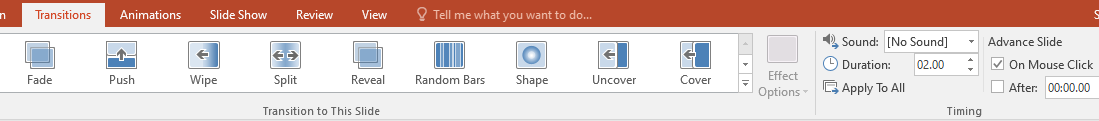 Transitions Animations Slide Show Review View Tell me what you want to do...
Fade Push Wipe Split Reveal Random Bars Shape Uncover Cover
Effect Options
Transition to This Slide
Sound: [No Sound]
Duration: 02.00
Apply To All
Advance Slide
On Mouse Click
After: 00:00.00
Timing